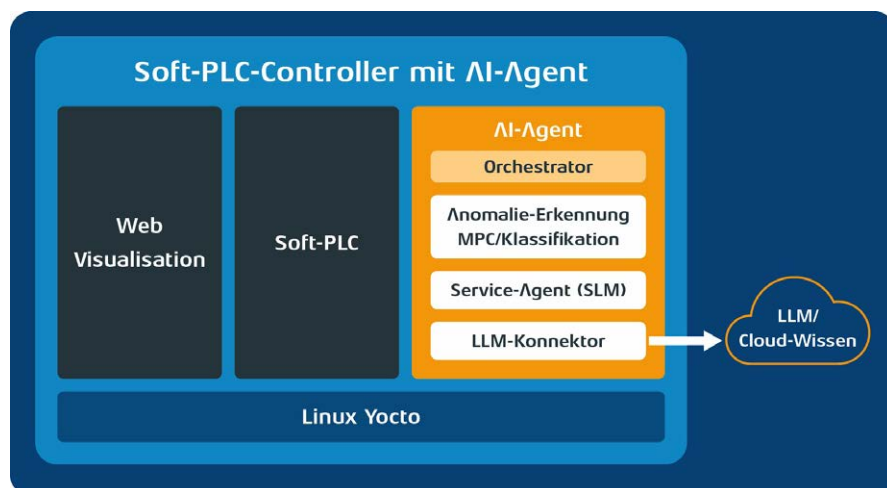 Soft-PLC-Controller mit AI-Agent
Web
Visualisation
Soft-PLC
AI-Agent
Orchestrator
Anomalie-Erkennung
MPC/Klassifikation
Service-Agent (SLM)
LLM-Konnektor
LLM/
Cloud-Wissen
Linux Yocto